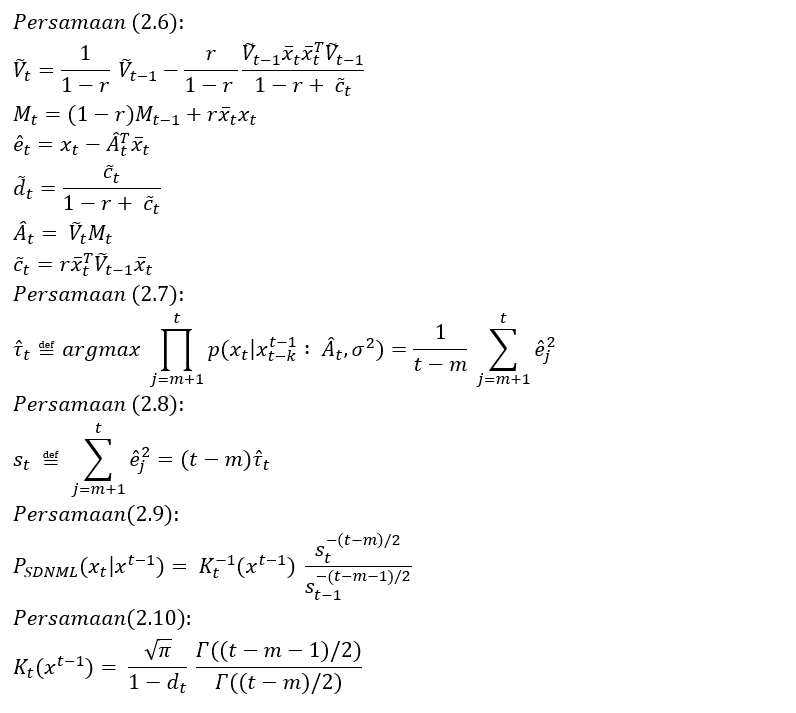 Persamaan (2.6):
Ṽ_t = 1/(1 − r) Ṽ_{t−1} − r/(1 − r) (Ṽ_{t−1} x̄_t x̄_t^T Ṽ_{t−1})/(1 − r + c̃_t)
M_t = (1 − r)M_{t−1} + r x̄_t x_t
ê_t = x_t − Â_t^T x̄_t
d̃_t = c̃_t/(1 − r + c̃_t)
Â_t = Ṽ_t M_t
c̃_t = r x̄_t^T Ṽ_{t−1} x̄_t
Persamaan (2.7):
τ̂_t ≝ argmax ∏_{j=m+1}^{t} p(x_t|x_{t−k}^{t−1} : Â_t, σ²) = 1/(t − m) ∑_{j=m+1}^{t} ê_j²
Persamaan (2.8):
s_t ≝ ∑_{j=m+1}^{t} ê_j² = (t − m)τ̂_t
Persamaan(2.9):
P_{SDNML}(x_t|x^{t−1}) = K_t^{−1}(x^{t−1}) s_t^{−(t−m)/2}/s_{t−1}^{−(t−m−1)/2}
Persamaan(2.10):
K_t(x^{t−1}) = √π/(1 − d_t) Γ((t − m − 1)/2)/Γ((t − m)/2)